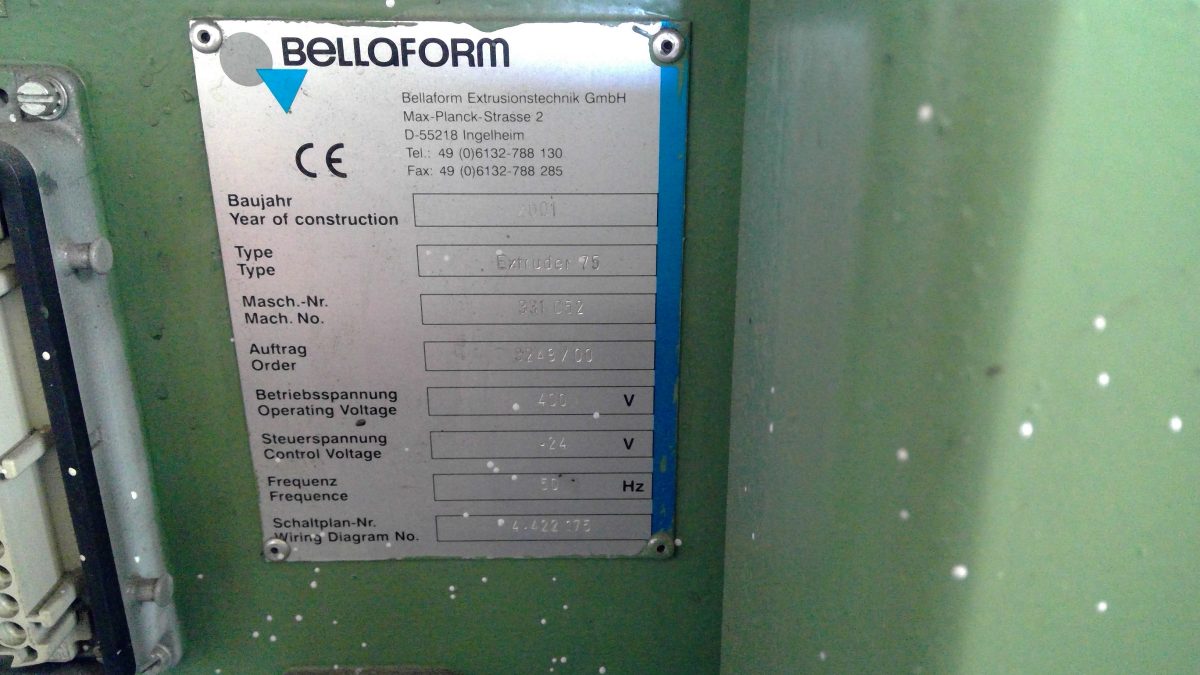 BELLAFORM
Bellaform Extrusionstechnik GmbH
Max-Planck-Strasse 2
D-55218 Ingelheim
Tel.: 49 (0)6132-788 130
Fax: 49 (0)6132-788 285
CE
Baujahr
Year of construction 2001
Type
Type Extruder 75
Masch.-Nr.
Mach. No. 331 052
Auftrag
Order
Betriebsspannung
Operating Voltage 400 V
Steuerspannung
Control Voltage -24 V
Frequenz
Frequence 50 Hz
Schaltplan-Nr.
Wiring Diagram No.